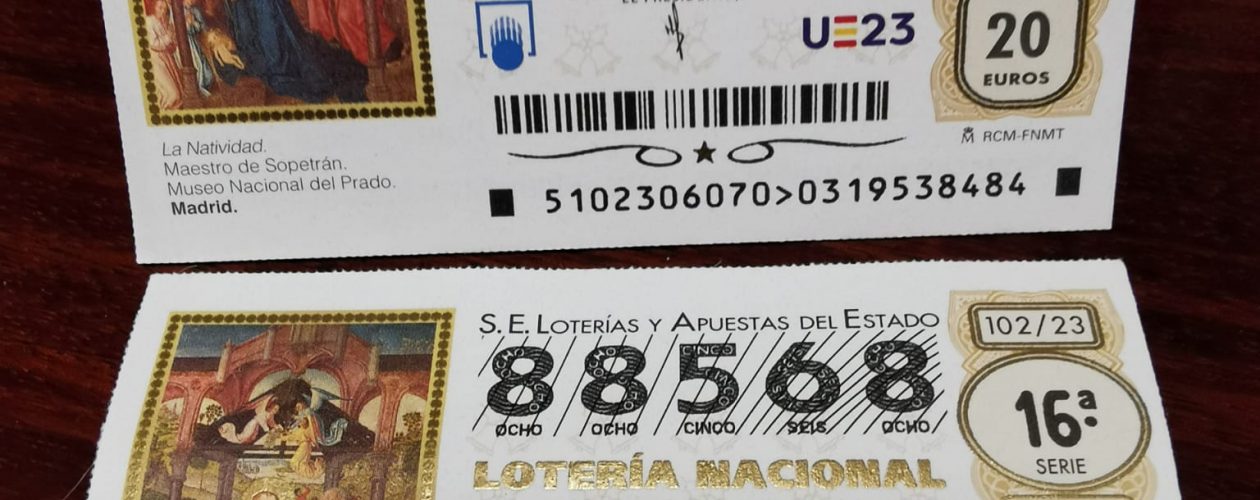 UE23
20
EUROS
RCM-FNMT
La Natividad.
Maestro de Sopetrán.
Museo Nacional del Prado.
Madrid.
5102306070>0319538484
S.E. LOTERÍAS Y APUESTAS DEL ESTADO
102/23
88568
OCHO OCHO CINCO SEIS OCHO
16ª
SERIE
LOTERÍA NACIONAL